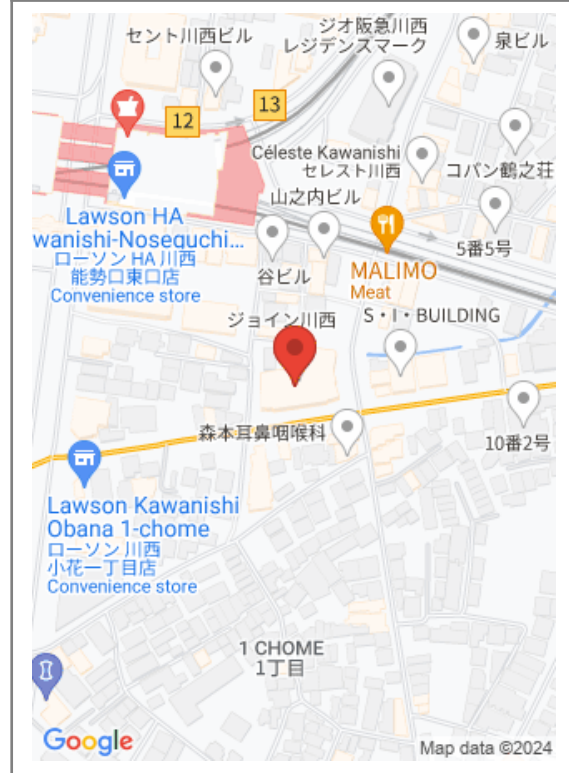 セント川西ビル
ジオ阪急川西
レジデンスマーク
泉ビル
12
13
Céleste Kawanishi
セレスト川西
コバン鶴之荘
Lawson HA
wanishi-Noseguchi...
ローソン HA 川西
能勢口東口店
Convenience store
山之内ビル
谷ビル
MALIMO
Meat
5番5号
ジョイン川西
S・I・BUILDING
森本耳鼻咽喉科
10番2号
Lawson Kawanishi
Obana 1-chome
ローソン 川西
小花一丁目店
Convenience store
1 CHOME
1丁目
Google
Map data ©2024